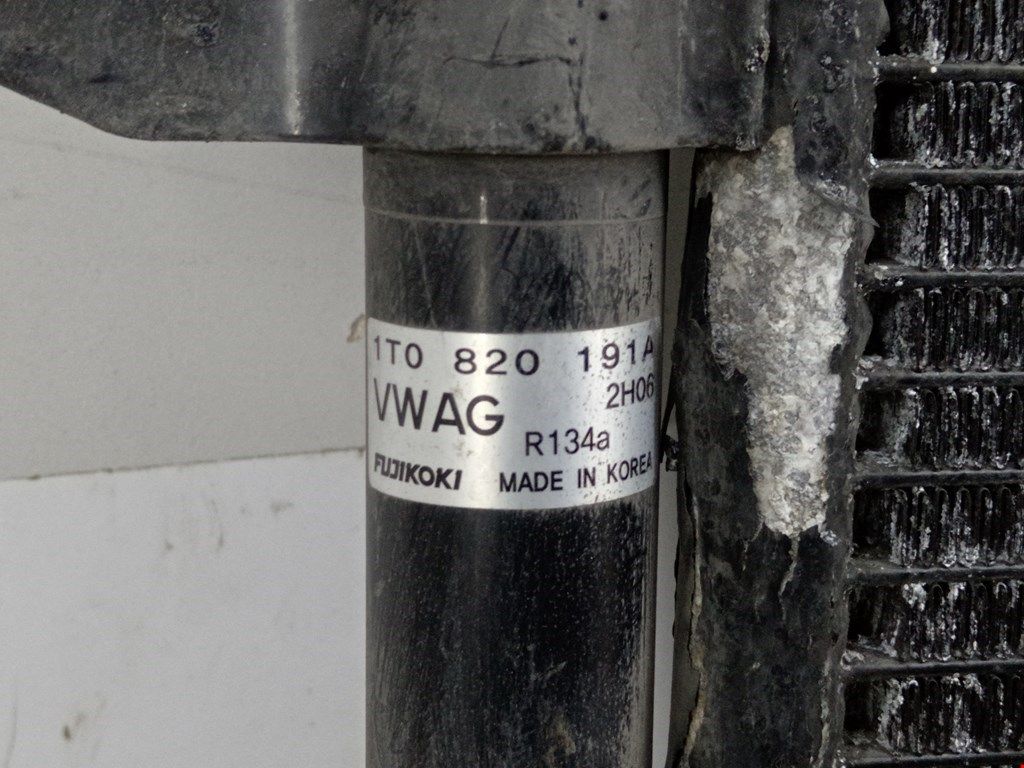 1T0 820 191A
2H06
VWAG
R134a
FUJIKOKI MADE IN KOREA